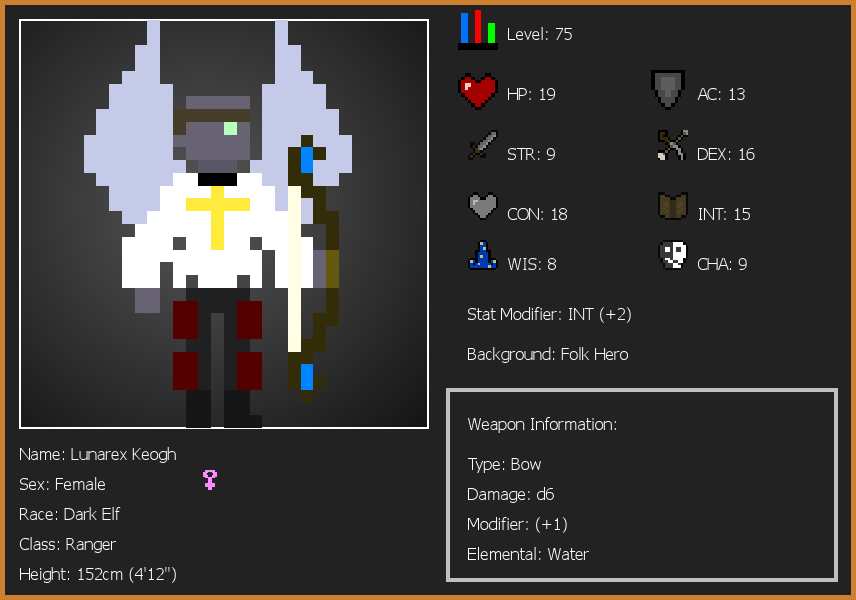 Level: 75
HP: 19
AC: 13
STR: 9
DEX: 16
CON: 18
INT: 15
WIS: 8
CHA: 9
Stat Modifier: INT (+2)
Background: Folk Hero
Weapon Information:
Type: Bow
Damage: d6
Modifier: (+1)
Elemental: Water
Name: Lunarex Keogh
Sex: Female
Race: Dark Elf
Class: Ranger
Height: 152cm (4'12")